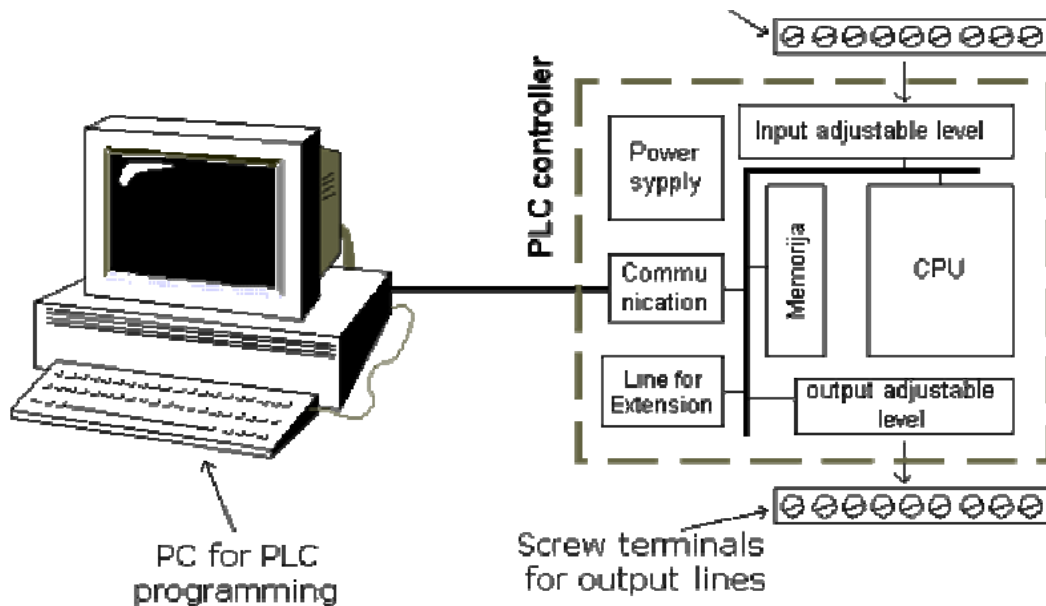 PLC controller
Input adjustable level
Power
sypply
Memorija
CPU
Commu
nication
Line for
Extension
output adjustable
level
PC for PLC
programming
Screw terminals
for output lines